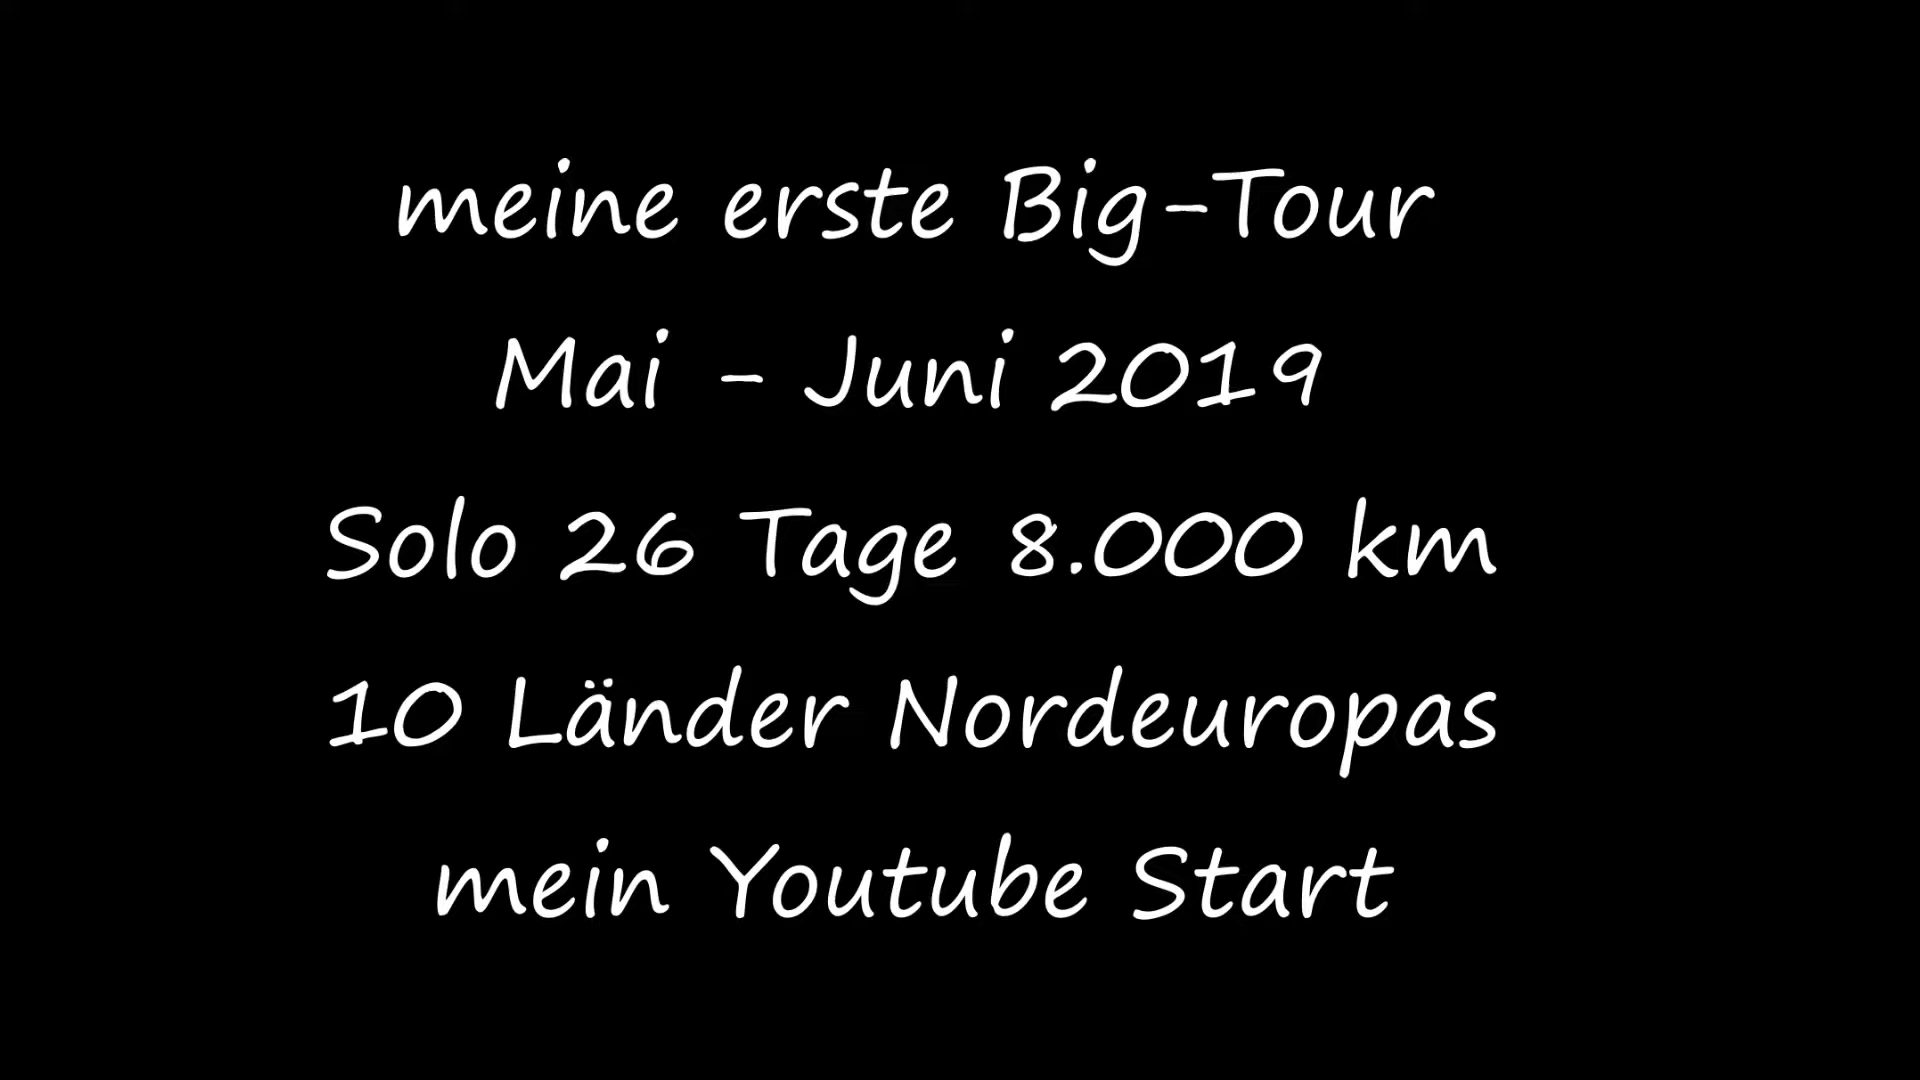 meine erste Big-Tour
Mai - Juni 2019
Solo 26 Tage 8.000 km
10 Länder Nordeuropas
mein Youtube Start